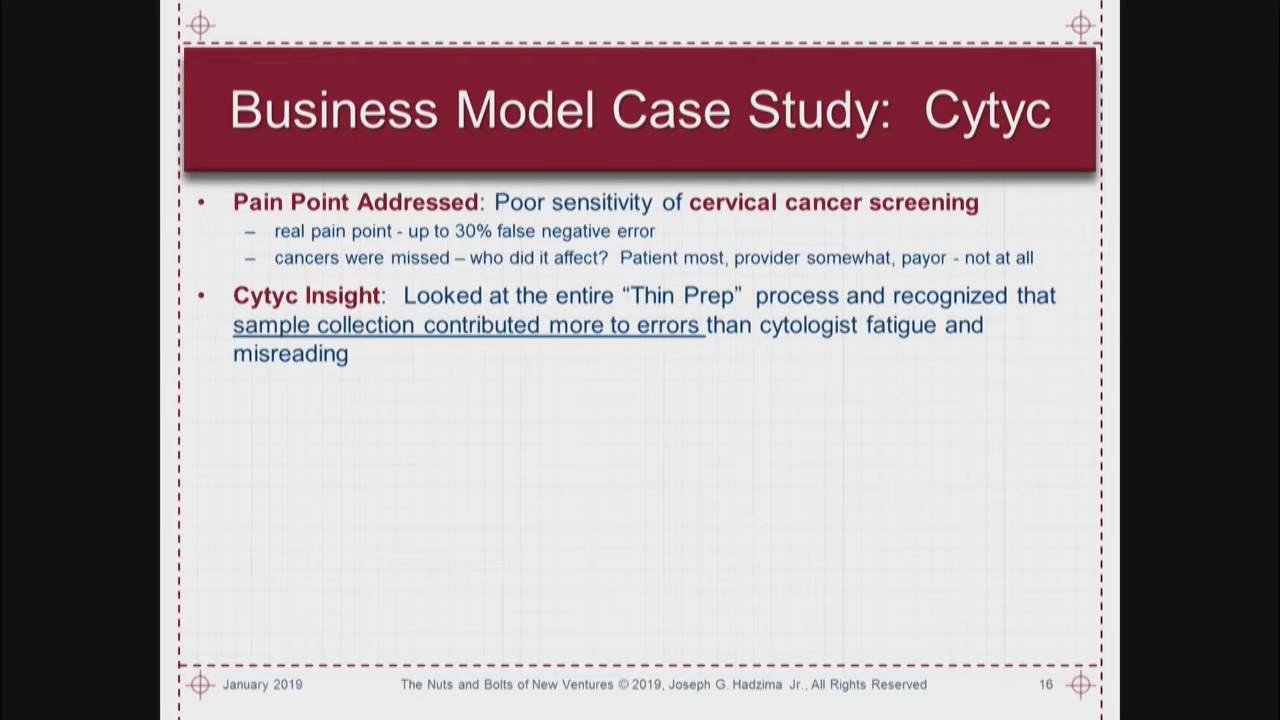 Business Model Case Study: Cytyc
• Pain Point Addressed: Poor sensitivity of cervical cancer screening
– real pain point - up to 30% false negative error
– cancers were missed – who did it affect? Patient most, provider somewhat, payor - not at all
• Cytyc Insight: Looked at the entire “Thin Prep” process and recognized that
sample collection contributed more to errors than cytologist fatigue and
misreading
January 2019 The Nuts and Bolts of New Ventures © 2019, Joseph G. Hadzima Jr., All Rights Reserved 16